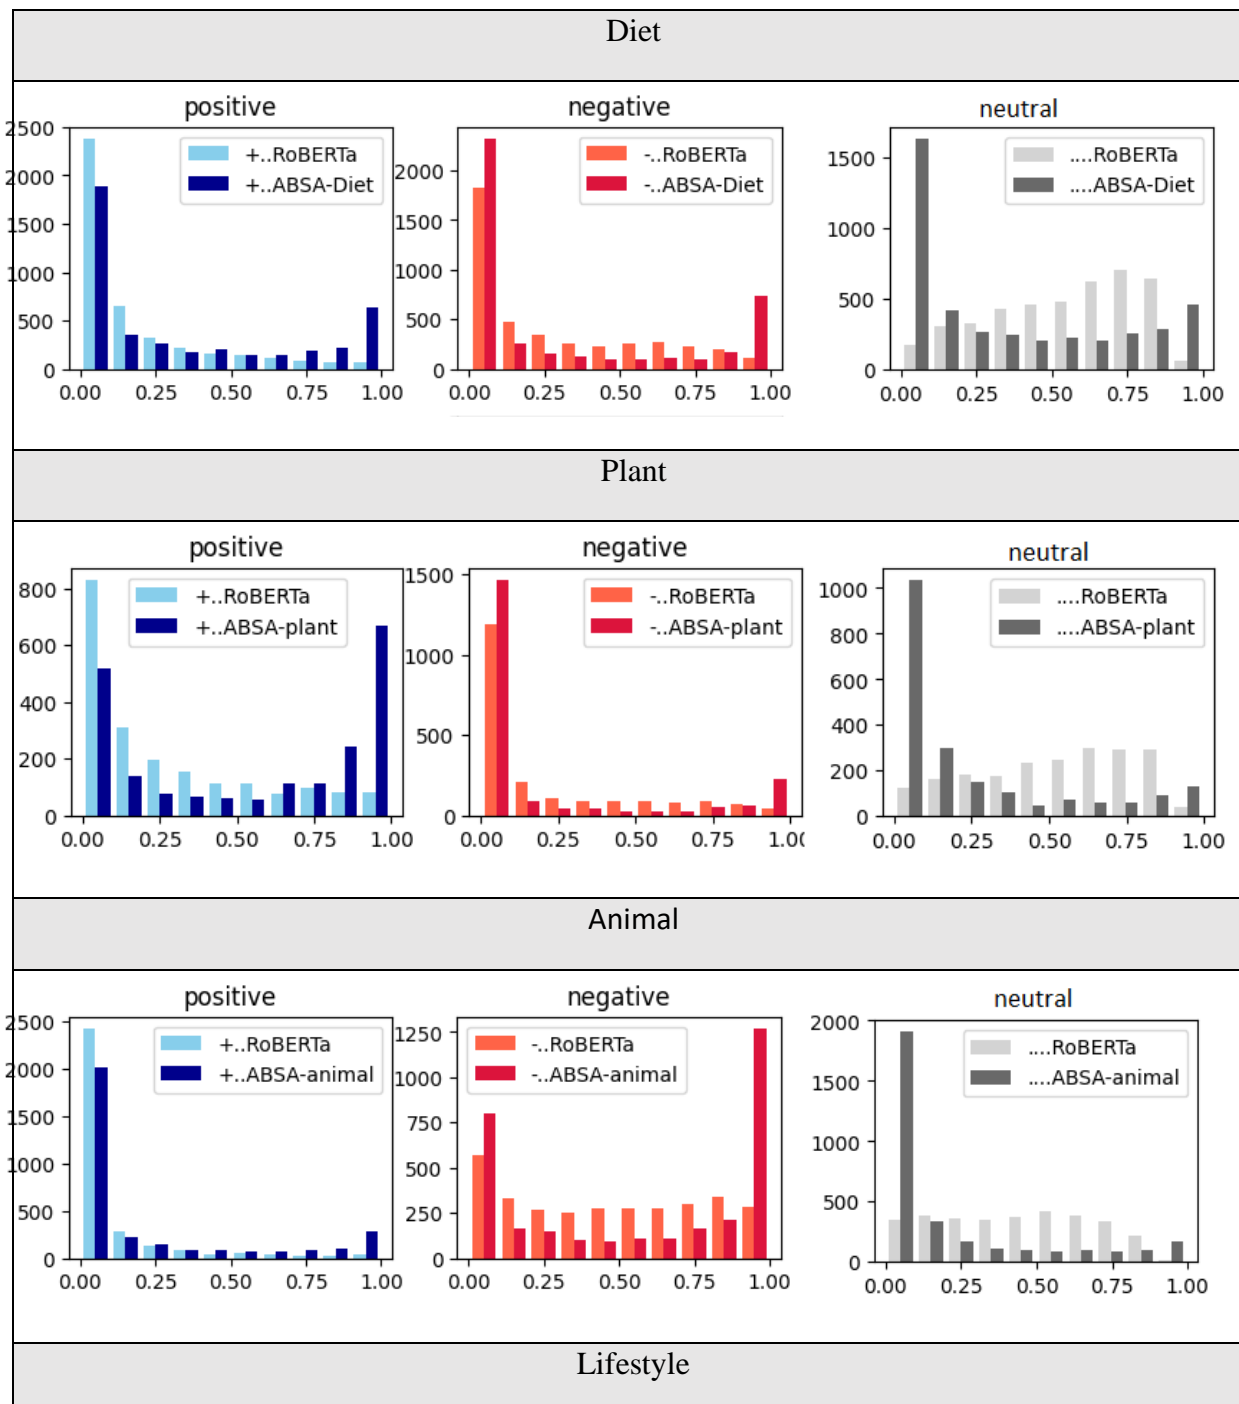 Diet
positive
negative
neutral
2500
2000
1500
1000
500
0
0.00 0.25 0.50 0.75 1.00
+..RoBERTa
+..ABSA-Diet
2000
1500
1000
500
0
0.00 0.25 0.50 0.75 1.00
-..RoBERTa
-..ABSA-Diet
1500
1000
500
0
0.00 0.25 0.50 0.75 1.00
....RoBERTa
....ABSA-Diet
Plant
positive
negative
neutral
800
600
400
200
0
0.00 0.25 0.50 0.75 1.00
+..RoBERTa
+..ABSA-plant
1500
1000
500
0
0.00 0.25 0.50 0.75 1.0
-..RoBERTa
-..ABSA-plant
1000
800
600
400
200
0
0.00 0.25 0.50 0.75 1.00
....RoBERTa
....ABSA-plant
Animal
positive
negative
neutral
2500
2000
1500
1000
500
0
0.00 0.25 0.50 0.75 1.00
+..RoBERTa
+..ABSA-animal
1250
1000
750
500
250
0
0.00 0.25 0.50 0.75 1.00
-..RoBERTa
-..ABSA-animal
2000
1500
1000
500
0
0.00 0.25 0.50 0.75 1.00
....RoBERTa
....ABSA-animal
Lifestyle